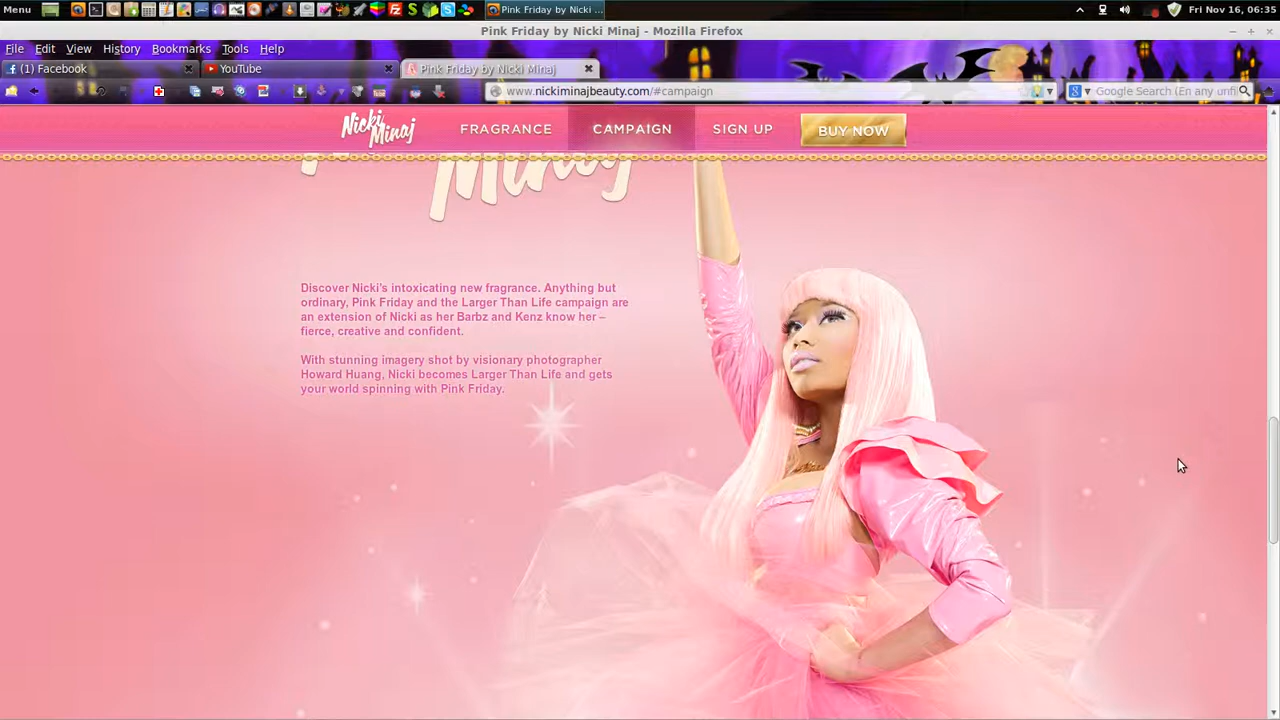 Menu
Pink Friday by Nicki ...
Fri Nov 16, 06:35
Pink Friday by Nicki Minaj - Mozilla Firefox
File Edit View History Bookmarks Tools Help
(1) Facebook
YouTube
Pink Friday by Nicki Minaj
www.nickiminajbeauty.com/#campaign
Google Search (En any unfi
Nicki Minaj
FRAGRANCE
CAMPAIGN
SIGN UP
BUY NOW
Minaj
Discover Nicki's intoxicating new fragrance. Anything but
ordinary, Pink Friday and the Larger Than Life campaign are
an extension of Nicki as her Barbz and Kenz know her –
fierce, creative and confident.
With stunning imagery shot by visionary photographer
Howard Huang, Nicki becomes Larger Than Life and gets
your world spinning with Pink Friday.